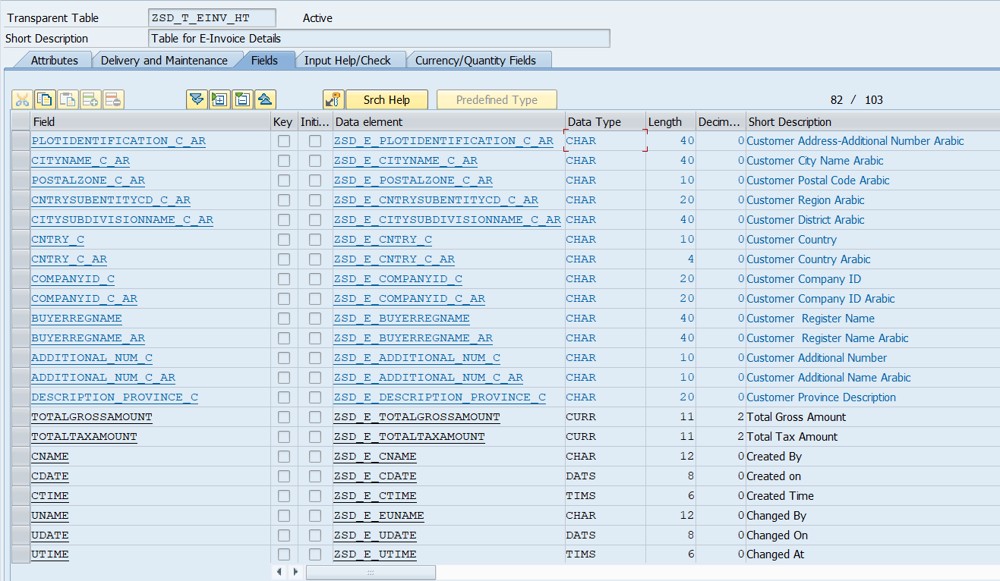 Transparent Table ZSD_T_EINV_HT Active
Short Description Table for E-Invoice Details
Attributes Delivery and Maintenance Fields Input Help/Check Currency/Quantity Fields
Srch Help Predefined Type 82 / 103
Field Key Initi... Data element Data Type Length Decim... Short Description
PLOTIDENTIFICATION_C_AR ZSD_E_PLOTIDENTIFICATION_C_AR CHAR 40 0 Customer Address-Additional Number Arabic
CITYNAME_C_AR ZSD_E_CITYNAME_C_AR CHAR 40 0 Customer City Name Arabic
POSTALZONE_C_AR ZSD_E_POSTALZONE_C_AR CHAR 10 0 Customer Postal Code Arabic
CNTRYSUBENTITYCD_C_AR ZSD_E_CNTRYSUBENTITYCD_C_AR CHAR 20 0 Customer Region Arabic
CITYSUBDIVISIONNAME_C_AR ZSD_E_CITYSUBDIVISIONNAME_C_AR CHAR 40 0 Customer District Arabic
CNTRY_C ZSD_E_CNTRY_C CHAR 10 0 Customer Country
CNTRY_C_AR ZSD_E_CNTRY_C_AR CHAR 4 0 Customer Country Arabic
COMPANYID_C ZSD_E_COMPANYID_C CHAR 20 0 Customer Company ID
COMPANYID_C_AR ZSD_E_COMPANYID_C_AR CHAR 20 0 Customer Company ID Arabic
BUYERREGNAME ZSD_E_BUYERREGNAME CHAR 40 0 Customer  Register Name
BUYERREGNAME_AR ZSD_E_BUYERREGNAME_AR CHAR 40 0 Customer  Register Name Arabic
ADDITIONAL_NUM_C ZSD_E_ADDITIONAL_NUM_C CHAR 10 0 Customer Additional Number
ADDITIONAL_NUM_C_AR ZSD_E_ADDITIONAL_NUM_C_AR CHAR 10 0 Customer Additional Name Arabic
DESCRIPTION_PROVINCE_C ZSD_E_DESCRIPTION_PROVINCE_C CHAR 20 0 Customer Province Description
TOTALGROSSAMOUNT ZSD_E_TOTALGROSSAMOUNT CURR 11 2 Total Gross Amount
TOTALTAXAMOUNT ZSD_E_TOTALTAXAMOUNT CURR 11 2 Total Tax Amount
CNAME ZSD_E_CNAME CHAR 12 0 Created By
CDATE ZSD_E_CDATE DATS 8 0 Created on
CTIME ZSD_E_CTIME TIMS 6 0 Created Time
UNAME ZSD_E_EUNAME CHAR 12 0 Changed By
UDATE ZSD_E_UDATE DATS 8 0 Changed On
UTIME ZSD_E_UTIME TIMS 6 0 Changed At